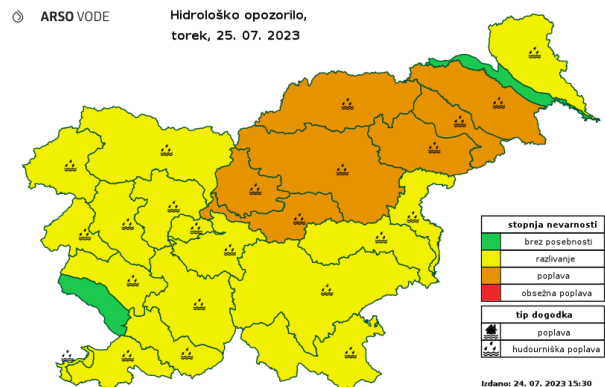 ARSO VODE
Hidrološko opozorilo,
torek, 25. 07. 2023
stopnja nevarnosti
brez posebnosti
razlivanje
poplava
obsežna poplava
tip dogodka
poplava
hudourniška poplava
Izdano: 24. 07. 2023 15:30